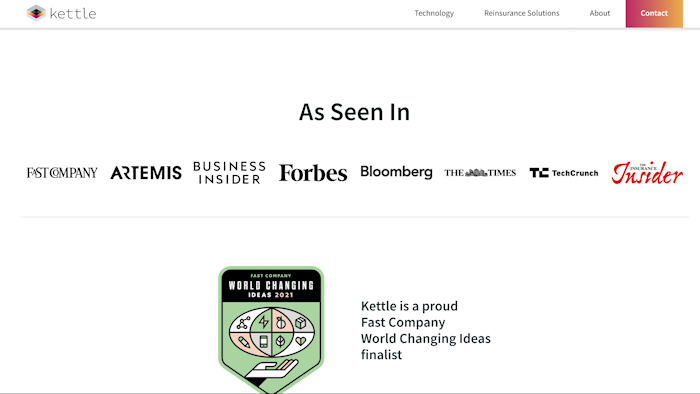 kettle
Technology
Reinsurance Solutions
About
Contact
As Seen In
FAST COMPANY
ARTEMIS
BUSINESS
INSIDER
Forbes
Bloomberg
THE TIMES
TC TechCrunch
THE
INSURANCE
Insider
FAST COMPANY
WORLD CHANGING
IDEAS 2021
Kettle is a proud
Fast Company
World Changing Ideas
finalist